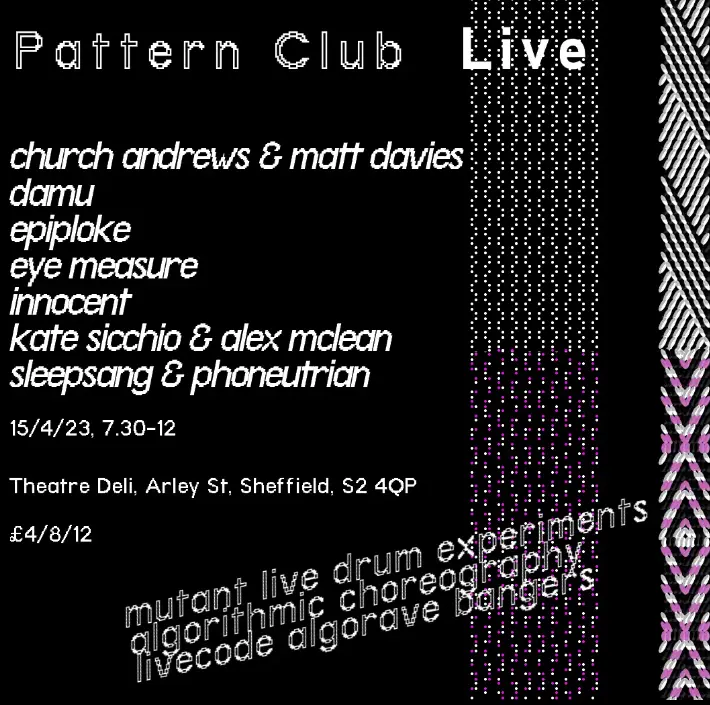 Pattern Club Live
church andrews & matt davies
damu
epiploke
eye measure
innocent
kate sicchio & alex mclean
sleepsang & phoneutrian
15/4/23, 7.30-12
Theatre Deli, Arley St, Sheffield, S2 4QP
£4/8/12
mutant live drum experiments
algorithmic choreography
livecode algorave bangers